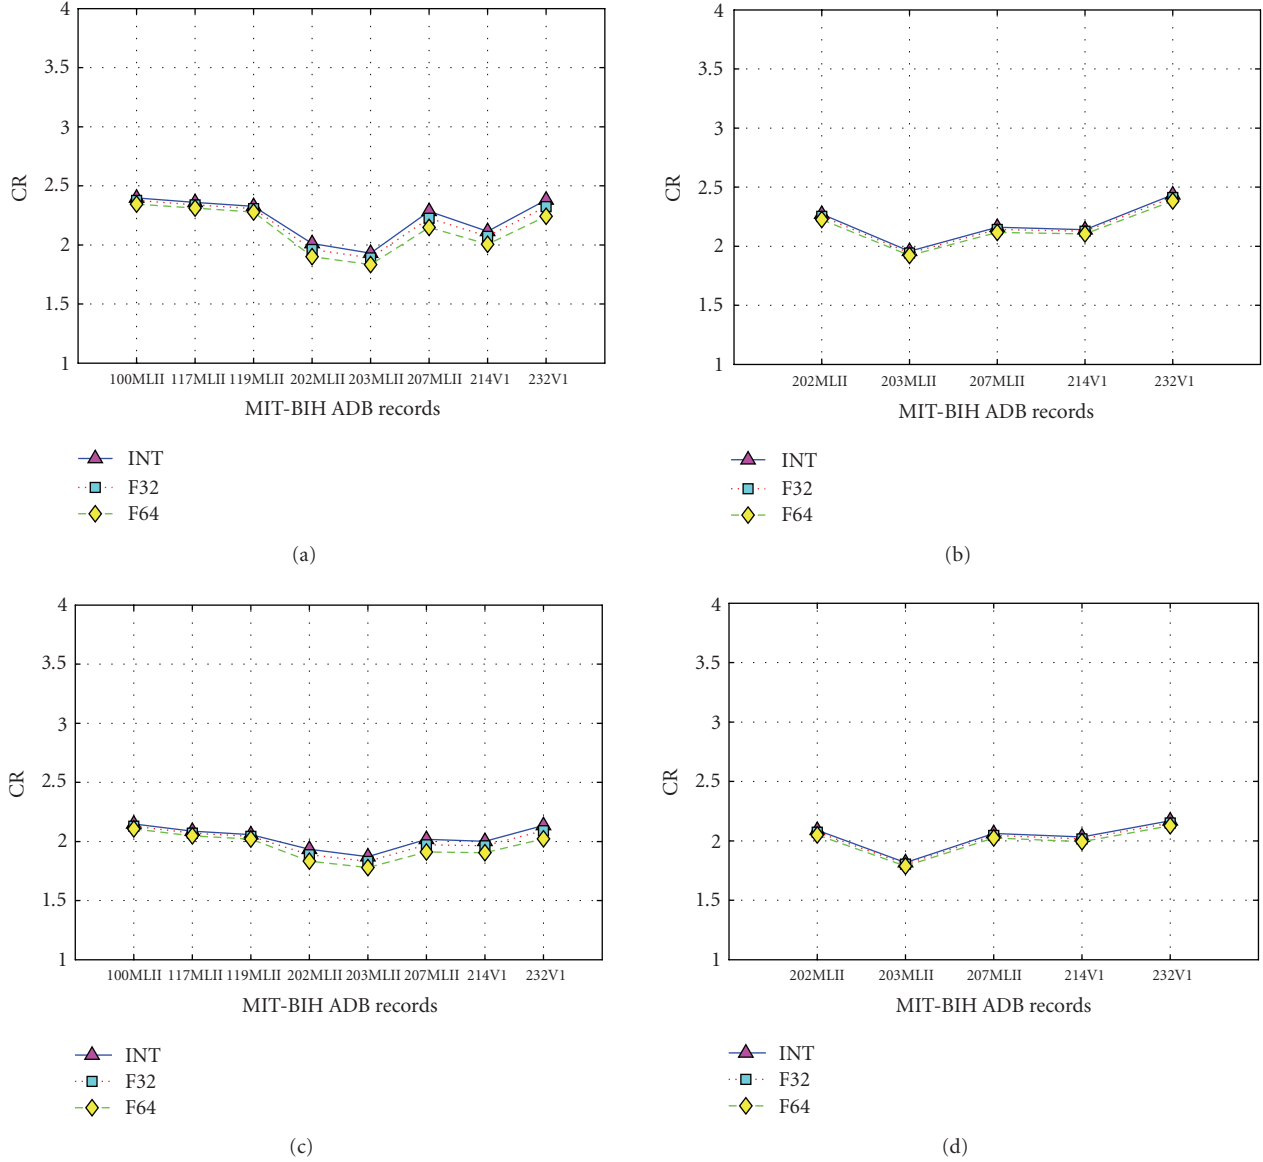 4
3.5
3
2.5
2
1.5
1
CR
100MLII 117MLII 119MLII 202MLII 203MLII 207MLII 214V1 232V1
MIT-BIH ADB records
INT
F32
F64
(a)
4
3.5
3
2.5
2
1.5
1
CR
202MLII 203MLII 207MLII 214V1 232V1
MIT-BIH ADB records
INT
F32
F64
(b)
4
3.5
3
2.5
2
1.5
1
CR
100MLII 117MLII 119MLII 202MLII 203MLII 207MLII 214V1 232V1
MIT-BIH ADB records
INT
F32
F64
(c)
4
3.5
3
2.5
2
1.5
1
CR
202MLII 203MLII 207MLII 214V1 232V1
MIT-BIH ADB records
INT
F32
F64
(d)